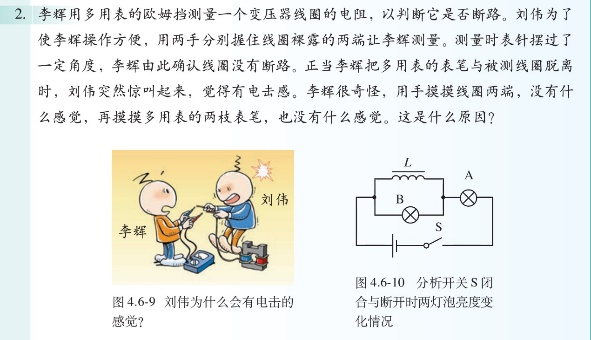 2. 李辉用多用表的欧姆挡测量一个变压器线圈的电阻，以判断它是否断路。刘伟为了
使李辉操作方便，用两手分别握住线圈裸露的两端让李辉测量。测量时表针摆过了
一定角度，李辉由此确认线圈没有断路。正当李辉把多用表的表笔与被测线圈脱离
时，刘伟突然惊叫起来，觉得有电击感。李辉很奇怪，用手摸摸线圈两端，没有什
么感觉，再摸摸多用表的两枝表笔，也没有什么感觉。这是什么原因？
刘伟
李辉
图 4.6-9 刘伟为什么会有电击的
感觉？
L
A
B
S
图 4.6-10 分析开关 S 闭
合与断开时两灯泡亮度变
化情况